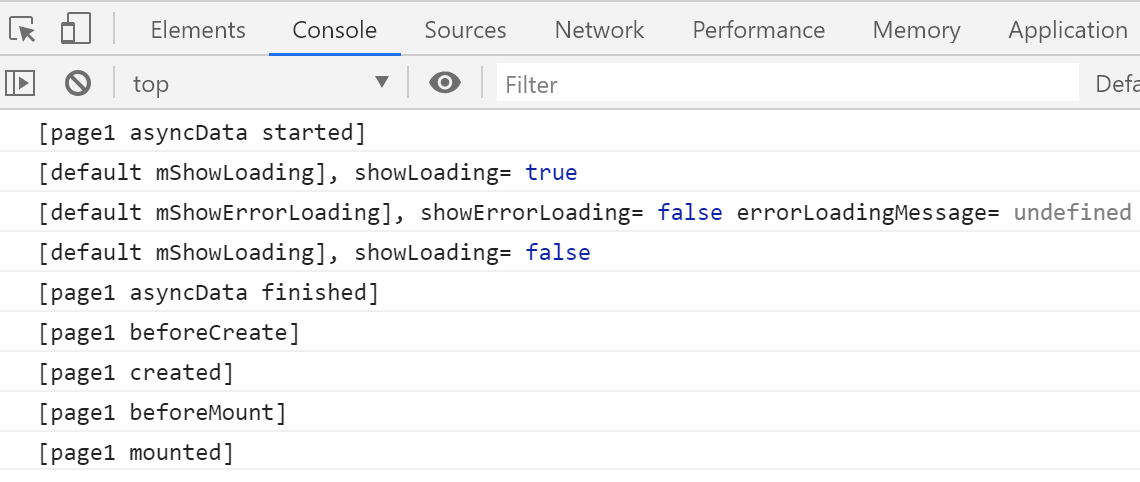 Elements Console Sources Network Performance Memory Application
top Filter Defa
[page1 asyncData started]
[default mShowLoading], showLoading= true
[default mShowErrorLoading], showErrorLoading= false errorLoadingMessage= undefined
[default mShowLoading], showLoading= false
[page1 asyncData finished]
[page1 beforeCreate]
[page1 created]
[page1 beforeMount]
[page1 mounted]